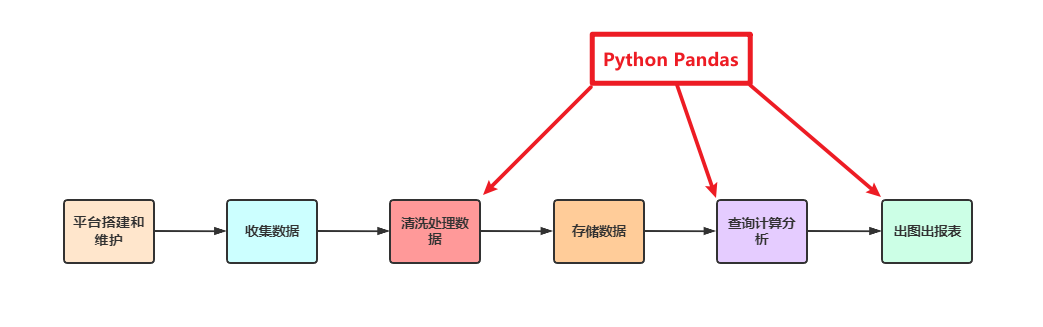 Python Pandas
平台搭建和
维护
收集数据
清洗处理数
据
存储数据
查询计算分
析
出图出报表